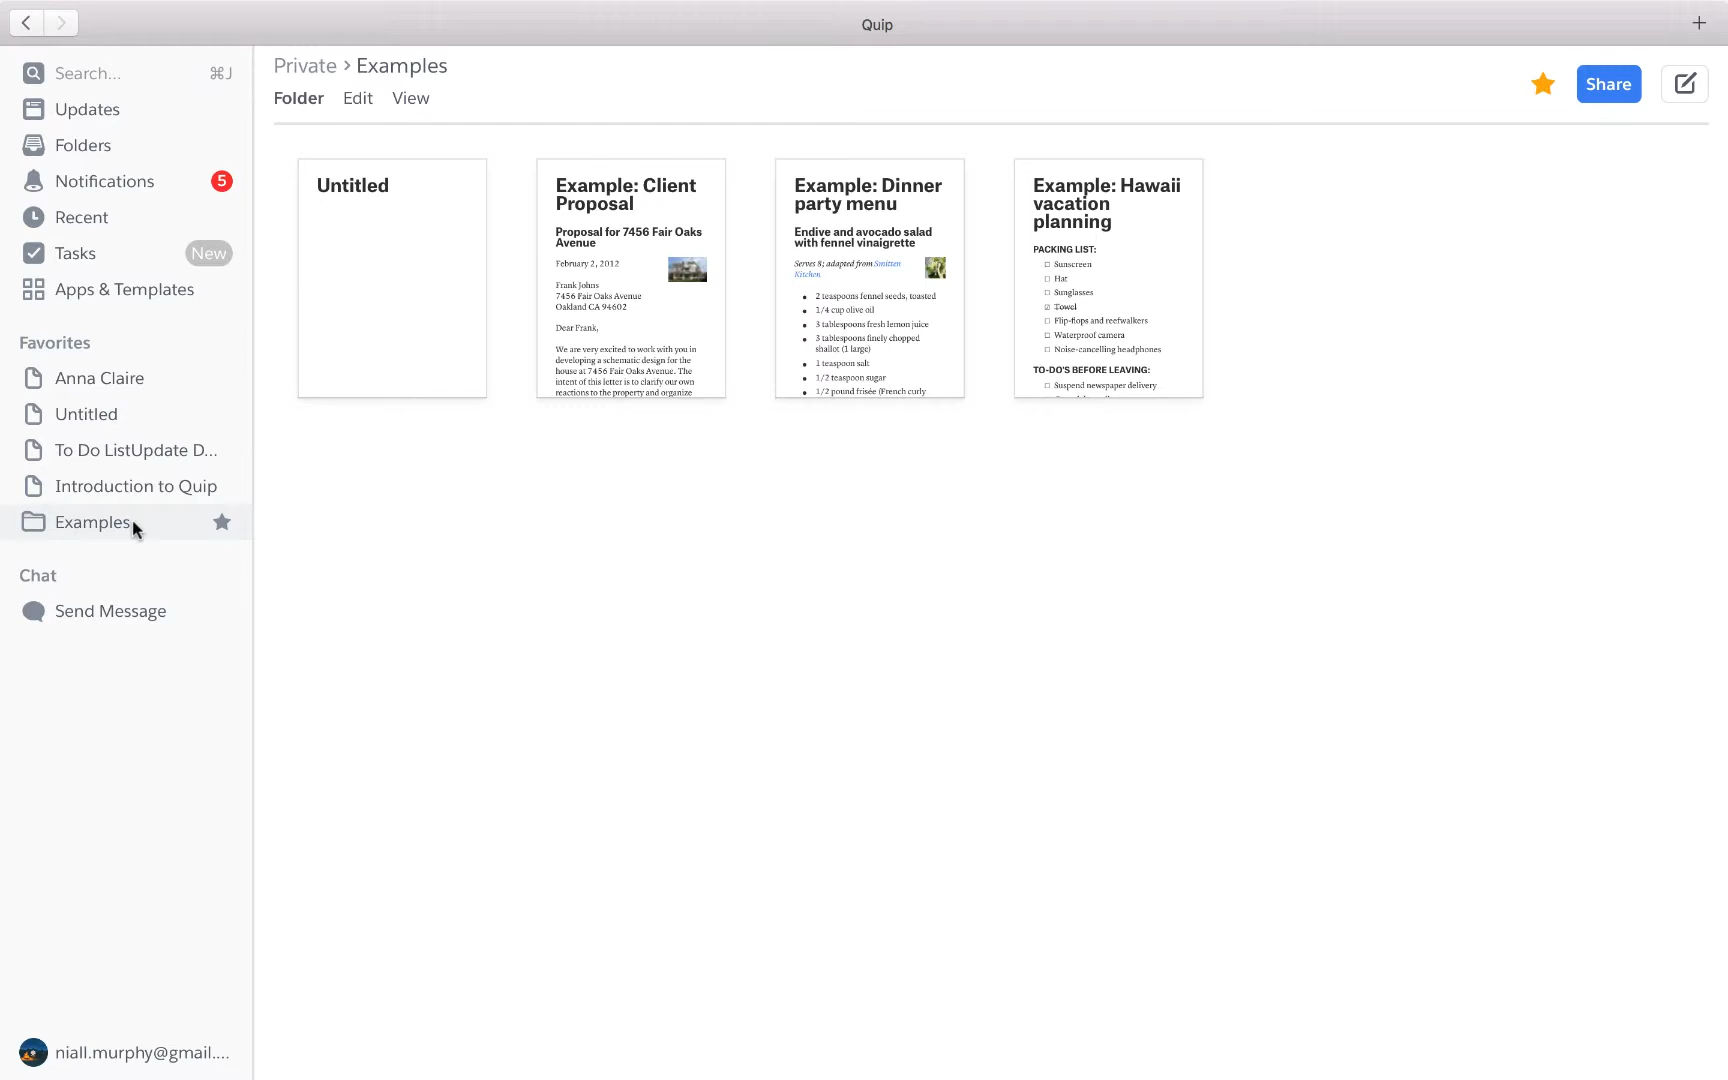 Quip
Search... ⌘J
Updates
Folders
Notifications 5
Recent
Tasks New
Apps & Templates
Favorites
Anna Claire
Untitled
To Do ListUpdate D...
Introduction to Quip
Examples
Chat
Send Message
niall.murphy@gmail....
Private › Examples
Folder Edit View
Share
Untitled
Example: Client
Proposal
Proposal for 7456 Fair Oaks
Avenue
February 2, 2012
Frank Johns
7456 Fair Oaks Avenue
Oakland CA 94602
Dear Frank,
We are very excited to work with you in
developing a schematic design for the
house at 7456 Fair Oaks Avenue. The
intent of this letter is to clarify our own
reactions to the property and organize
Example: Dinner
party menu
Endive and avocado salad
with fennel vinaigrette
Serves 8; adapted from Smitten
Kitchen
2 teaspoons fennel seeds, toasted
1/4 cup olive oil
3 tablespoons fresh lemon juice
3 tablespoons finely chopped
shallot (1 large)
1 teaspoon salt
1/2 teaspoon sugar
1/2 pound frisée (French curly
Example: Hawaii
vacation
planning
PACKING LIST:
Sunscreen
Hat
Sunglasses
Towel
Flip-flops and reefwalkers
Waterproof camera
Noise-cancelling headphones
TO-DO'S BEFORE LEAVING:
Suspend newspaper delivery